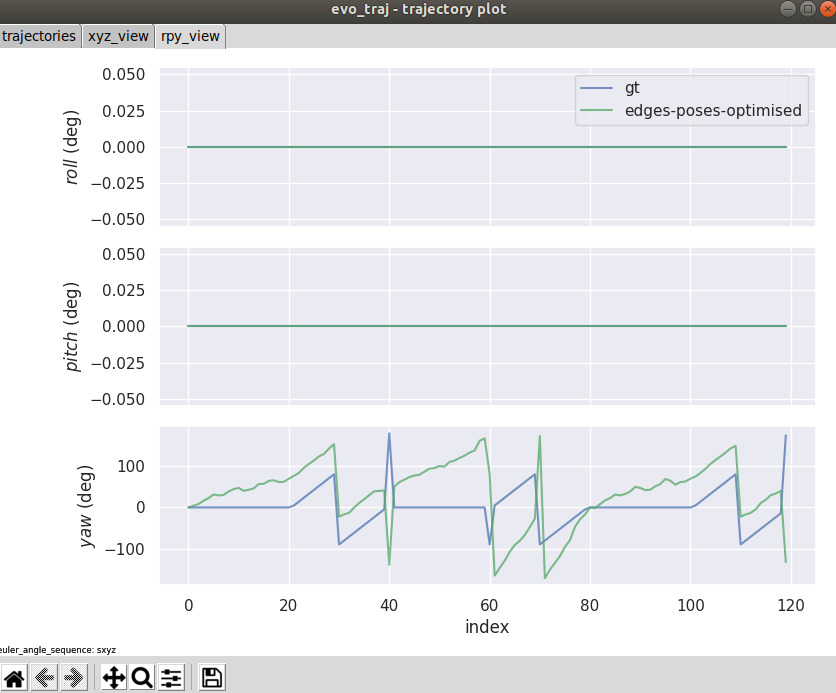 evo_traj - trajectory plot
trajectories xyz_view rpy_view
0.050
0.025
0.000
−0.025
−0.050
roll (deg)
gt
edges-poses-optimised
0.050
0.025
0.000
−0.025
−0.050
pitch (deg)
100
0
−100
yaw (deg)
0 20 40 60 80 100 120
index
euler_angle_sequence: sxyz